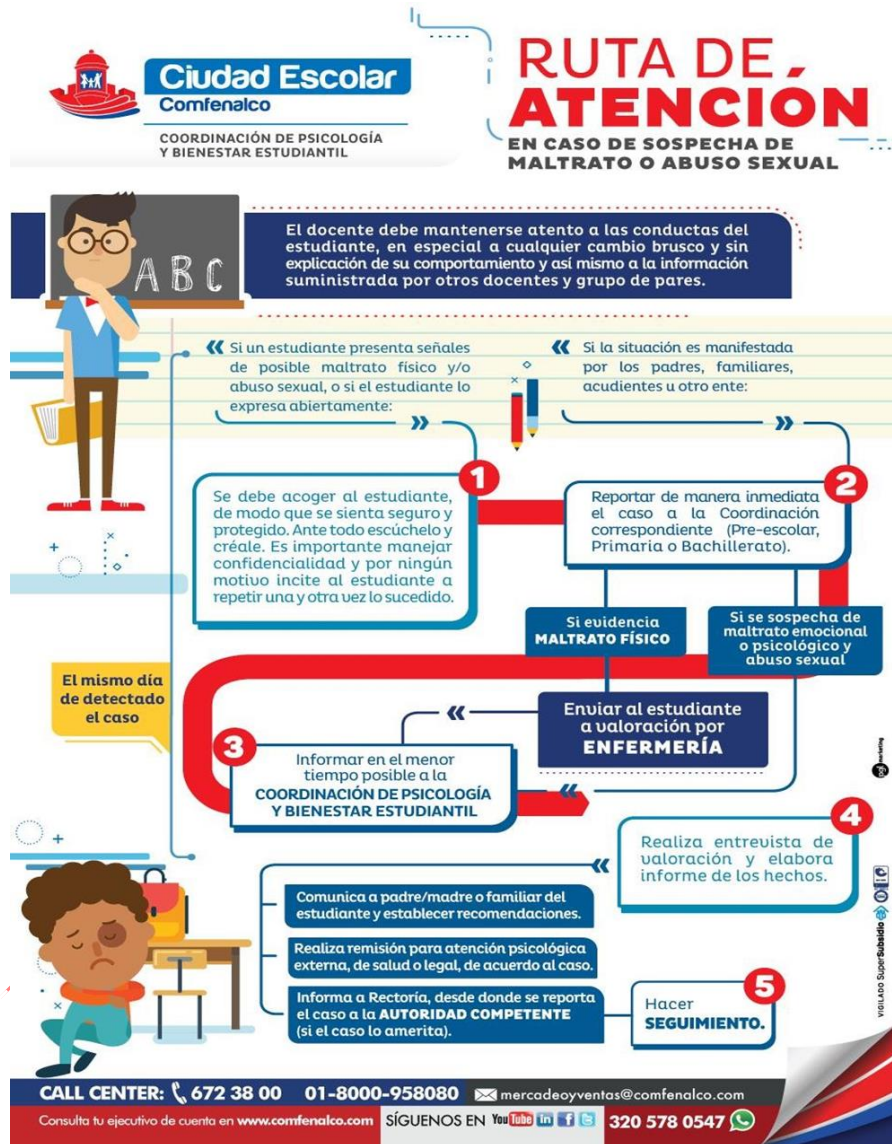 Ciudad Escolar
Comfenalco
COORDINACIÓN DE PSICOLOGÍA
Y BIENESTAR ESTUDIANTIL
RUTA DE
ATENCIÓN
EN CASO DE SOSPECHA DE
MALTRATO O ABUSO SEXUAL
ABC
El docente debe mantenerse atento a las conductas del
estudiante, en especial a cualquier cambio brusco y sin
explicación de su comportamiento y así mismo a la información
suministrada por otros docentes y grupo de pares.
Si un estudiante presenta señales
de posible maltrato físico y/o
abuso sexual, o si el estudiante lo
expresa abiertamente:
Si la situación es manifestada
por los padres, familiares,
acudientes u otro ente:
1
Se debe acoger al estudiante,
de modo que se sienta seguro y
protegido. Ante todo escúchelo y
créale. Es importante manejar
confidencialidad y por ningún
motivo incite al estudiante a
repetir una y otra vez lo sucedido.
2
Reportar de manera inmediata
el caso a la Coordinación
correspondiente (Pre-escolar,
Primaria o Bachillerato).
Si evidencia
MALTRATO FÍSICO
Si se sospecha de
maltrato emocional
o psicológico y
abuso sexual
El mismo día
de detectado
el caso
Enviar al estudiante
a valoración por
ENFERMERÍA
3
Informar en el menor
tiempo posible a la
COORDINACIÓN DE PSICOLOGÍA
Y BIENESTAR ESTUDIANTIL
4
Realiza entrevista de
valoración y elabora
informe de los hechos.
Comunica a padre/madre o familiar del
estudiante y establecer recomendaciones.
Realiza remisión para atención psicológica
externa, de salud o legal, de acuerdo al caso.
Informa a Rectoría, desde donde se reporta
el caso a la AUTORIDAD COMPETENTE
(si el caso lo amerita).
5
Hacer
SEGUIMIENTO.
marketing
VIGILADO SuperSubsidio
CALL CENTER: 672 38 00 01-8000-958080 mercadeoyventas@comfenalco.com
Consulta tu ejecutivo de cuenta en www.comfenalco.com SÍGUENOS EN YouTube in f 320 578 0547